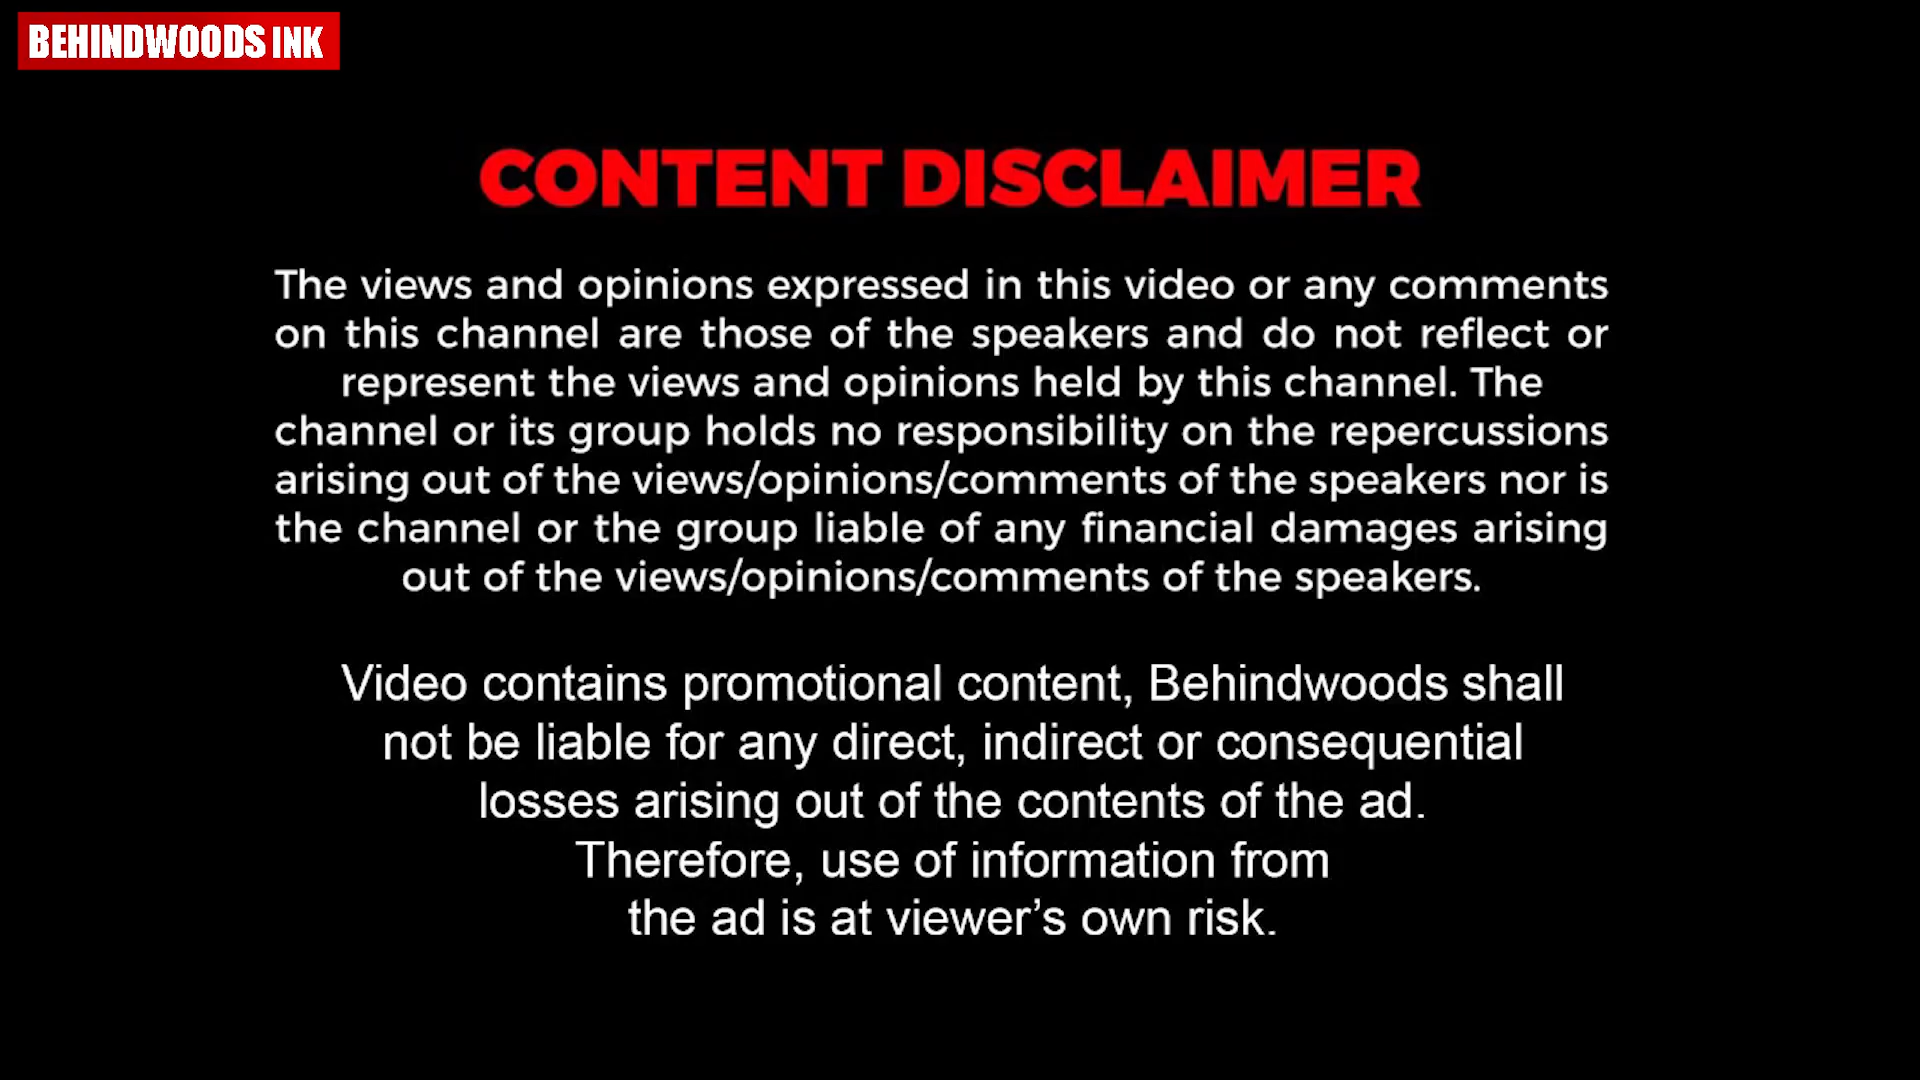 BEHINDWOODS INK
CONTENT DISCLAIMER
The views and opinions expressed in this video or any comments
on this channel are those of the speakers and do not reflect or
represent the views and opinions held by this channel. The
channel or its group holds no responsibility on the repercussions
arising out of the views/opinions/comments of the speakers nor is
the channel or the group liable of any financial damages arising
out of the views/opinions/comments of the speakers.
Video contains promotional content, Behindwoods shall
not be liable for any direct, indirect or consequential
losses arising out of the contents of the ad.
Therefore, use of information from
the ad is at viewer’s own risk.